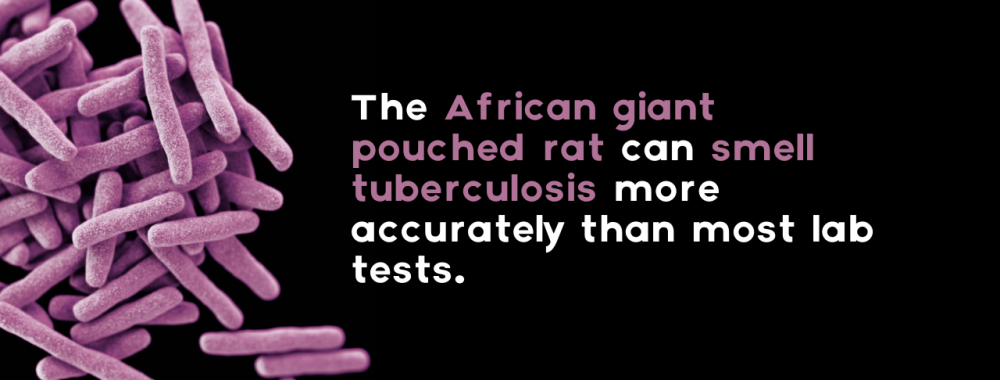 The African giant
pouched rat can smell
tuberculosis more
accurately than most lab
tests.